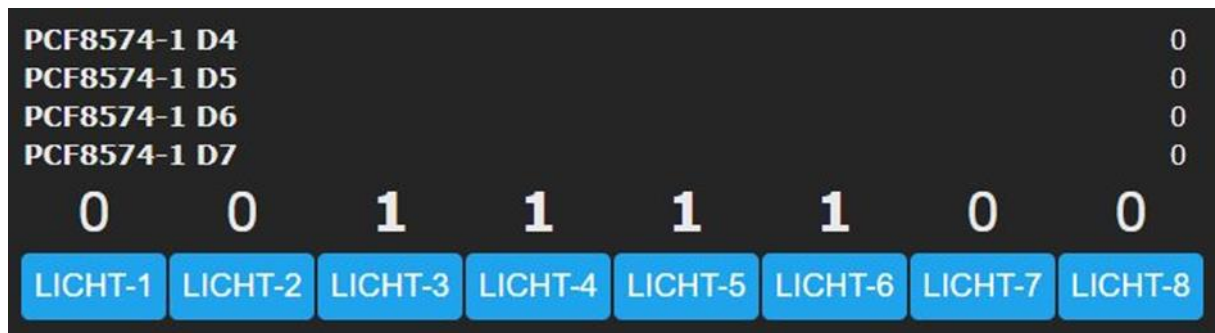 PCF8574-1 D4 0
PCF8574-1 D5 0
PCF8574-1 D6 0
PCF8574-1 D7 0
0 0 1 1 1 1 0 0
LICHT-1 LICHT-2 LICHT-3 LICHT-4 LICHT-5 LICHT-6 LICHT-7 LICHT-8